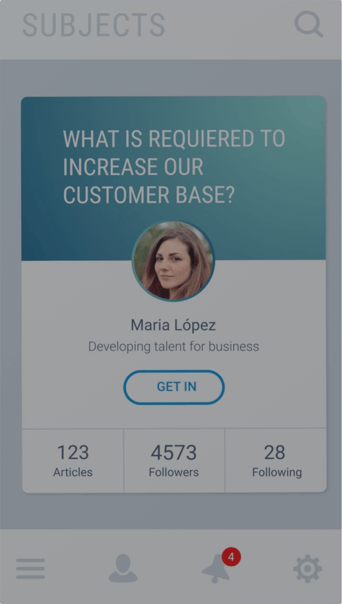 SUBJECTS
WHAT IS REQUIERED TO
INCREASE OUR
CUSTOMER BASE?
Maria López
Developing talent for business
GET IN
123
Articles
4573
Followers
28
Following
4